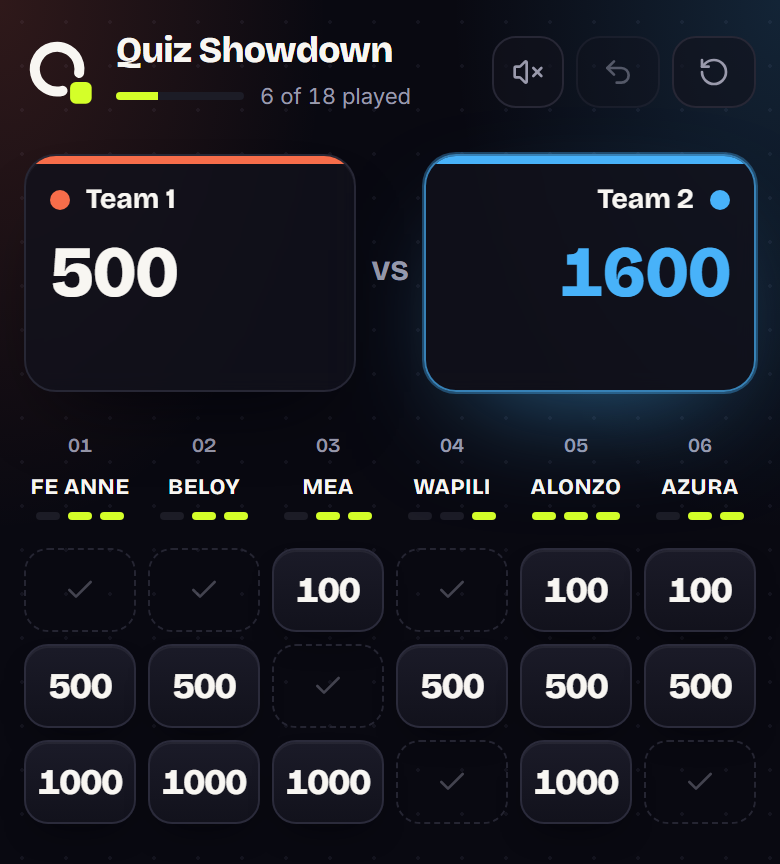 Quiz Showdown
6 of 18 played
Team 1
500
VS
Team 2
1600
01 02 03 04 05 06
FE ANNE BELOY MEA WAPILI ALONZO AZURA
100 100 100
500 500 500 500 500
1000 1000 1000 1000